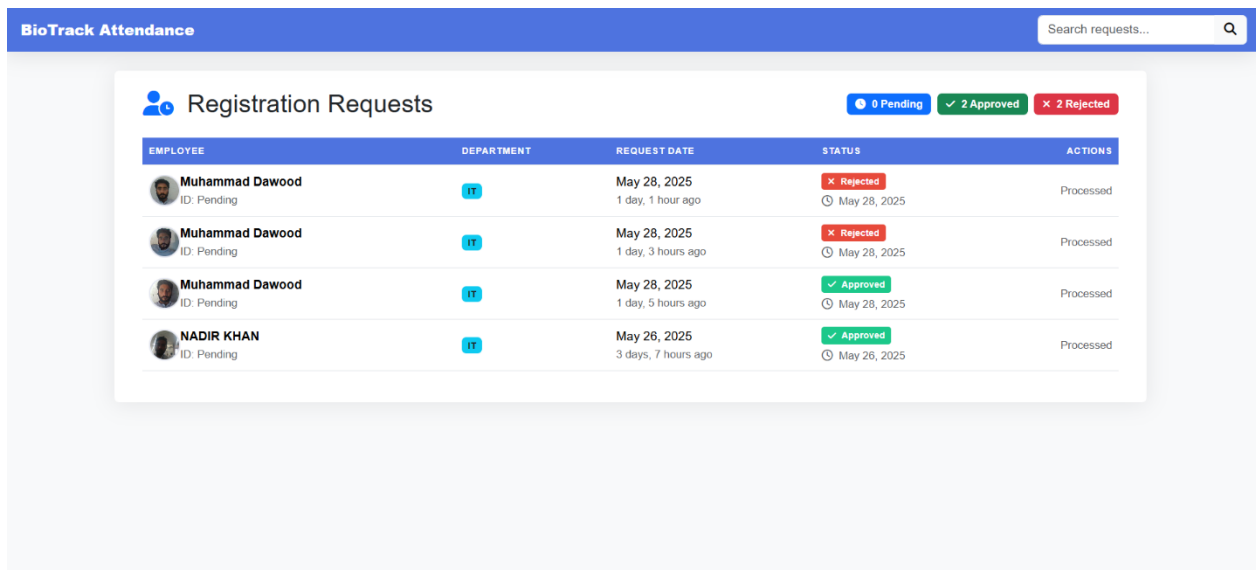 BioTrack Attendance
Search requests...
Registration Requests
0 Pending
2 Approved
2 Rejected
EMPLOYEE DEPARTMENT REQUEST DATE STATUS ACTIONS
Muhammad Dawood
ID: Pending
IT
May 28, 2025
1 day, 1 hour ago
Rejected
May 28, 2025
Processed
Muhammad Dawood
ID: Pending
IT
May 28, 2025
1 day, 3 hours ago
Rejected
May 28, 2025
Processed
Muhammad Dawood
ID: Pending
IT
May 28, 2025
1 day, 5 hours ago
Approved
May 28, 2025
Processed
NADIR KHAN
ID: Pending
IT
May 26, 2025
3 days, 7 hours ago
Approved
May 26, 2025
Processed